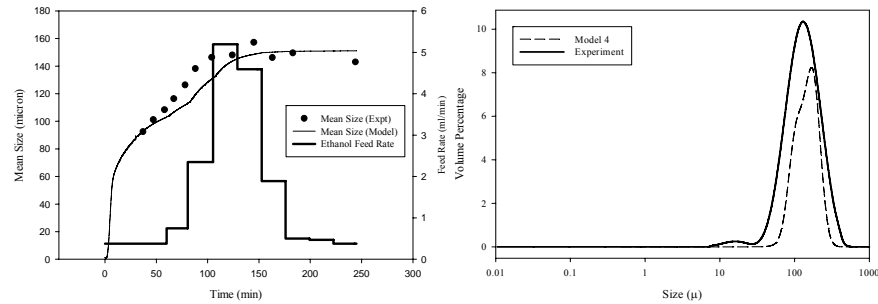 180
160
140
120
100
80
60
40
20
0
Mean Size (micron)
6
5
4
3
2
1
0
Feed Rate (ml/min)
Mean Size (Expt)
Mean Size (Model)
Ethanol Feed Rate
0 50 100 150 200 250 300
Time (min)
10
8
6
4
2
0
Volume Percentage
Model 4
Experiment
0.01 0.1 1 10 100 1000
Size (μ)